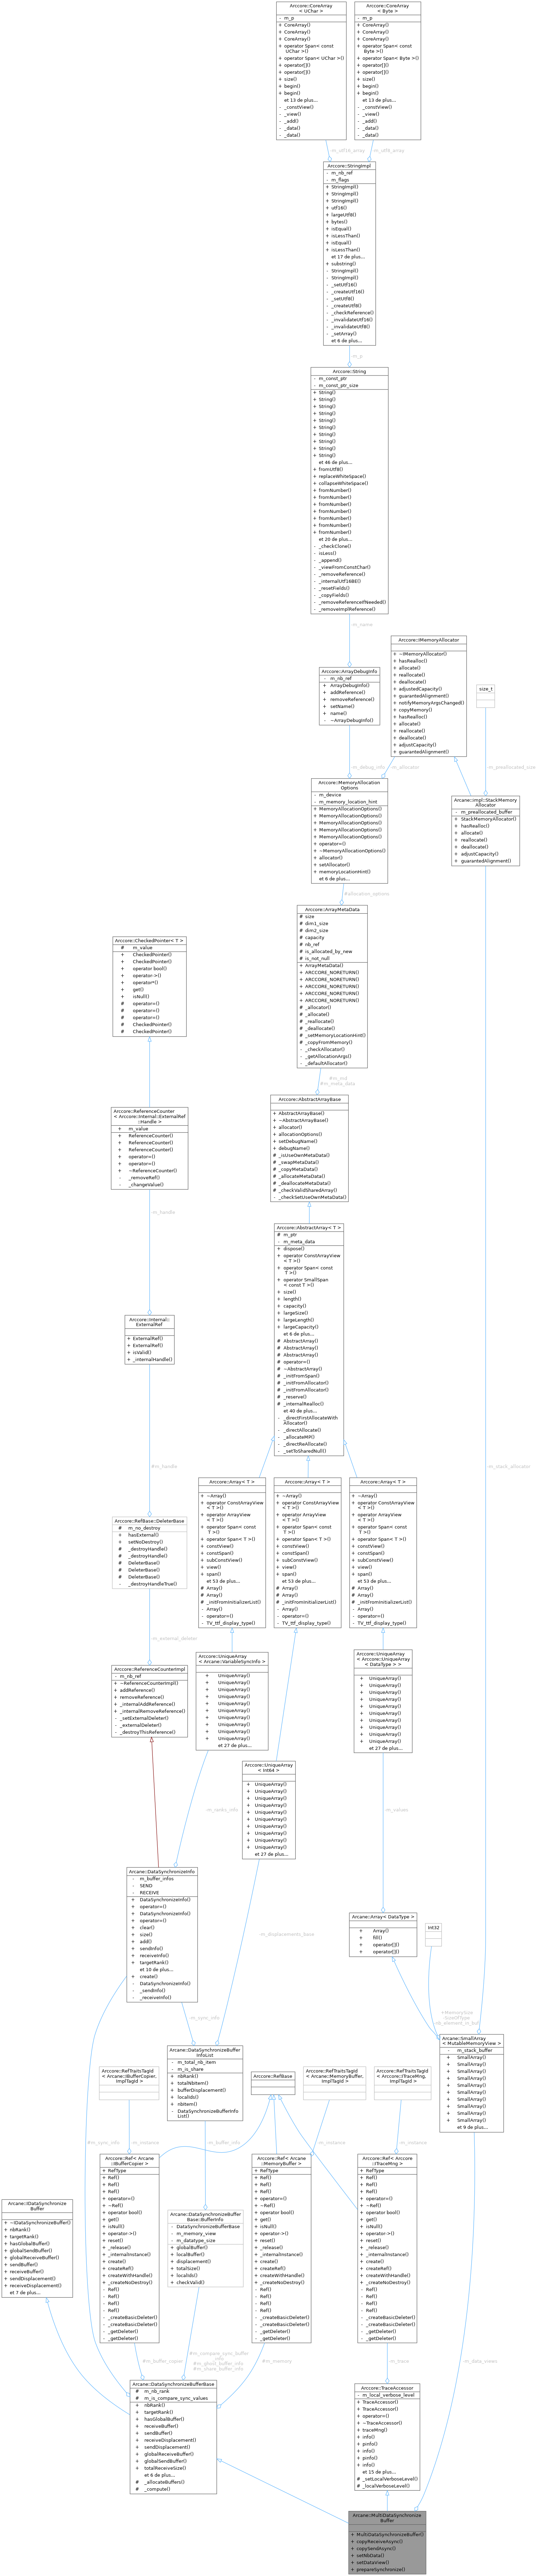 Arccore::CoreArray
< UChar >
- m_p
+ CoreArray()
+ CoreArray()
+ CoreArray()
+ operator Span< const
UChar >()
+ operator Span< UChar >()
+ operator[]()
+ operator[]()
+ size()
+ begin()
+ begin()
et 13 de plus...
- _constView()
- _view()
- _add()
- _data()
- _data()
Arccore::CoreArray
< Byte >
- m_p
+ CoreArray()
+ CoreArray()
+ CoreArray()
+ operator Span< const
Byte >()
+ operator Span< Byte >()
+ operator[]()
+ operator[]()
+ size()
+ begin()
+ begin()
et 13 de plus...
- _constView()
- _view()
- _add()
- _data()
- _data()
-m_utf16_array
-m_utf8_array
Arccore::StringImpl
- m_nb_ref
- m_flags
+ StringImpl()
+ StringImpl()
+ StringImpl()
+ utf16()
+ largeUtf8()
+ bytes()
+ isEqual()
+ isLessThan()
+ isEqual()
+ isLessThan()
et 17 de plus...
+ substring()
- StringImpl()
- StringImpl()
- _setUtf16()
- _createUtf16()
- _setUtf8()
- _createUtf8()
- _checkReference()
- _invalidateUtf16()
- _invalidateUtf8()
- _setArray()
et 6 de plus...
-m_p
Arccore::String
- m_const_ptr
- m_const_ptr_size
+ String()
+ String()
+ String()
+ String()
+ String()
+ String()
+ String()
+ String()
+ String()
+ String()
et 46 de plus...
+ fromUtf8()
+ replaceWhiteSpace()
+ collapseWhiteSpace()
+ fromNumber()
+ fromNumber()
+ fromNumber()
+ fromNumber()
+ fromNumber()
+ fromNumber()
+ fromNumber()
et 20 de plus...
- _checkClone()
- isLess()
- _append()
- _viewFromConstChar()
- _removeReference()
- _internalUtf16BE()
- _resetFields()
- _copyFields()
- _removeReferenceIfNeeded()
- _removeImplReference()
-m_name
Arccore::ArrayDebugInfo
- m_nb_ref
+ ArrayDebugInfo()
+ addReference()
+ removeReference()
+ setName()
+ name()
- ~ArrayDebugInfo()
Arccore::IMemoryAllocator
+ ~IMemoryAllocator()
+ hasRealloc()
+ allocate()
+ reallocate()
+ deallocate()
+ adjustedCapacity()
+ guarantedAlignment()
+ notifyMemoryArgsChanged()
+ copyMemory()
+ hasRealloc()
+ allocate()
+ reallocate()
+ deallocate()
+ adjustCapacity()
+ guarantedAlignment()
size_t
-m_debug_info
-m_allocator
-m_preallocated_size
Arccore::MemoryAllocation
Options
- m_device
- m_memory_location_hint
+ MemoryAllocationOptions()
+ MemoryAllocationOptions()
+ MemoryAllocationOptions()
+ MemoryAllocationOptions()
+ MemoryAllocationOptions()
+ operator=()
+ ~MemoryAllocationOptions()
+ allocator()
+ setAllocator()
+ memoryLocationHint()
et 6 de plus...
Arcane::impl::StackMemory
Allocator
- m_preallocated_buffer
+ StackMemoryAllocator()
+ hasRealloc()
+ allocate()
+ reallocate()
+ deallocate()
+ adjustCapacity()
+ guarantedAlignment()
#allocation_options
Arccore::ArrayMetaData
# size
# dim1_size
# dim2_size
# capacity
# nb_ref
# is_allocated_by_new
# is_not_null
+ ArrayMetaData()
+ ARCCORE_NORETURN()
+ ARCCORE_NORETURN()
+ ARCCORE_NORETURN()
+ ARCCORE_NORETURN()
# _allocator()
# _allocate()
# _reallocate()
# _deallocate()
# _setMemoryLocationHint()
# _copyFromMemory()
- _checkAllocator()
- _getAllocationArgs()
- _defaultAllocator()
Arccore::CheckedPointer< T >
# m_value
+ CheckedPointer()
+ CheckedPointer()
+ operator bool()
+ operator->()
+ operator*()
+ get()
+ isNull()
# operator=()
# operator=()
# operator=()
# CheckedPointer()
# CheckedPointer()
#m_md
#m_meta_data
Arccore::AbstractArrayBase
+ AbstractArrayBase()
+ ~AbstractArrayBase()
+ allocator()
+ allocationOptions()
+ setDebugName()
+ debugName()
# _isUseOwnMetaData()
# _swapMetaData()
# _copyMetaData()
# _allocateMetaData()
# _deallocateMetaData()
# _checkValidSharedArray()
- _checkSetUseOwnMetaData()
Arccore::ReferenceCounter
< Arccore::Internal::ExternalRef
::Handle >
+ m_value
+ ReferenceCounter()
+ ReferenceCounter()
+ ReferenceCounter()
+ operator=()
+ operator=()
+ ~ReferenceCounter()
- _removeRef()
- _changeValue()
-m_handle
Arccore::AbstractArray< T >
# m_ptr
- m_meta_data
+ dispose()
+ operator ConstArrayView
< T >()
+ operator Span< const
T >()
+ operator SmallSpan
< const T >()
+ size()
+ length()
+ capacity()
+ largeSize()
+ largeLength()
+ largeCapacity()
et 6 de plus...
# AbstractArray()
# AbstractArray()
# AbstractArray()
# operator=()
# ~AbstractArray()
# _initFromSpan()
# _initFromAllocator()
# _initFromAllocator()
# _reserve()
# _internalRealloc()
et 40 de plus...
- _directFirstAllocateWith
Allocator()
- _directAllocate()
- _allocateMP()
- _directReAllocate()
- _setToSharedNull()
Arccore::Internal::
ExternalRef
+ ExternalRef()
+ ExternalRef()
+ isValid()
+ _internalHandle()
#m_handle
-m_stack_allocator
Arccore::Array< T >
+ ~Array()
+ operator ConstArrayView
< T >()
+ operator ArrayView
< T >()
+ operator Span< const
T >()
+ operator Span< T >()
+ constView()
+ constSpan()
+ subConstView()
+ view()
+ span()
et 53 de plus...
# Array()
# Array()
# _initFromInitializerList()
- Array()
- operator=()
- TV_ttf_display_type()
Arccore::Array< T >
+ ~Array()
+ operator ConstArrayView
< T >()
+ operator ArrayView
< T >()
+ operator Span< const
T >()
+ operator Span< T >()
+ constView()
+ constSpan()
+ subConstView()
+ view()
+ span()
et 53 de plus...
# Array()
# Array()
# _initFromInitializerList()
- Array()
- operator=()
- TV_ttf_display_type()
Arccore::Array< T >
+ ~Array()
+ operator ConstArrayView
< T >()
+ operator ArrayView
< T >()
+ operator Span< const
T >()
+ operator Span< T >()
+ constView()
+ constSpan()
+ subConstView()
+ view()
+ span()
et 53 de plus...
# Array()
# Array()
# _initFromInitializerList()
- Array()
- operator=()
- TV_ttf_display_type()
Arccore::RefBase::DeleterBase
# m_no_destroy
+ hasExternal()
+ setNoDestroy()
# _destroyHandle()
# _destroyHandle()
# DeleterBase()
# DeleterBase()
# DeleterBase()
- _destroyHandleTrue()
-m_external_deleter
Arccore::ReferenceCounterImpl
- m_nb_ref
+ ~ReferenceCounterImpl()
+ addReference()
+ removeReference()
+ _internalAddReference()
+ _internalRemoveReference()
- _setExternalDeleter()
- _externalDeleter()
- _destroyThisReference()
Arccore::UniqueArray
< Arcane::VariableSyncInfo >
+ UniqueArray()
+ UniqueArray()
+ UniqueArray()
+ UniqueArray()
+ UniqueArray()
+ UniqueArray()
+ UniqueArray()
+ UniqueArray()
+ UniqueArray()
+ UniqueArray()
et 27 de plus...
Arccore::UniqueArray
< Arccore::UniqueArray
< DataType > >
+ UniqueArray()
+ UniqueArray()
+ UniqueArray()
+ UniqueArray()
+ UniqueArray()
+ UniqueArray()
+ UniqueArray()
+ UniqueArray()
+ UniqueArray()
+ UniqueArray()
et 27 de plus...
Arccore::UniqueArray
< Int64 >
+ UniqueArray()
+ UniqueArray()
+ UniqueArray()
+ UniqueArray()
+ UniqueArray()
+ UniqueArray()
+ UniqueArray()
+ UniqueArray()
+ UniqueArray()
+ UniqueArray()
et 27 de plus...
-m_ranks_info
-m_values
Arcane::DataSynchronizeInfo
- m_buffer_infos
- SEND
- RECEIVE
+ DataSynchronizeInfo()
+ operator=()
+ DataSynchronizeInfo()
+ operator=()
+ clear()
+ size()
+ add()
+ sendInfo()
+ receiveInfo()
+ targetRank()
et 10 de plus...
+ create()
- DataSynchronizeInfo()
- _sendInfo()
- _receiveInfo()
Arcane::Array< DataType >
+ Array()
+ fill()
+ operator[]()
+ operator[]()
Int32
-m_displacements_base
-m_sync_info
Arcane::SmallArray
< MutableMemoryView >
- m_stack_buffer
+ SmallArray()
+ SmallArray()
+ SmallArray()
+ SmallArray()
+ SmallArray()
+ SmallArray()
+ SmallArray()
+ SmallArray()
+ SmallArray()
+ SmallArray()
et 9 de plus...
Arcane::DataSynchronizeBuffer
InfoList
- m_total_nb_item
- m_is_share
+ nbRank()
+ totalNbItem()
+ bufferDisplacement()
+ localIds()
+ nbItem()
- DataSynchronizeBufferInfo
List()
Arccore::RefTraitsTagId
< Arcane::IBufferCopier,
ImplTagId >
Arccore::RefBase
Arccore::RefTraitsTagId
< Arcane::MemoryBuffer,
ImplTagId >
Arccore::RefTraitsTagId
< Arccore::ITraceMng,
ImplTagId >
#m_sync_info
-m_instance
-m_buffer_info
-m_instance
-m_instance
Arcane::IDataSynchronize
Buffer
+ ~IDataSynchronizeBuffer()
+ nbRank()
+ targetRank()
+ hasGlobalBuffer()
+ globalSendBuffer()
+ globalReceiveBuffer()
+ sendBuffer()
+ receiveBuffer()
+ sendDisplacement()
+ receiveDisplacement()
et 7 de plus...
Arccore::Ref< Arcane
::IBufferCopier >
+ RefType
+ Ref()
+ Ref()
+ Ref()
+ operator=()
+ ~Ref()
+ operator bool()
+ get()
+ isNull()
+ operator->()
+ reset()
+ _release()
+ _internalInstance()
+ create()
+ createRef()
+ createWithHandle()
+ _createNoDestroy()
- Ref()
- Ref()
- Ref()
- Ref()
- _createBasicDeleter()
- _createBasicDeleter()
- _getDeleter()
- _getDeleter()
Arcane::DataSynchronizeBuffer
Base::BufferInfo
- DataSynchronizeBufferBase
- m_memory_view
- m_datatype_size
+ globalBuffer()
+ localBuffer()
+ displacement()
+ totalSize()
+ localIds()
+ checkValid()
Arccore::Ref< Arcane
::MemoryBuffer >
+ RefType
+ Ref()
+ Ref()
+ Ref()
+ operator=()
+ ~Ref()
+ operator bool()
+ get()
+ isNull()
+ operator->()
+ reset()
+ _release()
+ _internalInstance()
+ create()
+ createRef()
+ createWithHandle()
+ _createNoDestroy()
- Ref()
- Ref()
- Ref()
- Ref()
- _createBasicDeleter()
- _createBasicDeleter()
- _getDeleter()
- _getDeleter()
Arccore::Ref< Arccore
::ITraceMng >
+ RefType
+ Ref()
+ Ref()
+ Ref()
+ operator=()
+ ~Ref()
+ operator bool()
+ get()
+ isNull()
+ operator->()
+ reset()
+ _release()
+ _internalInstance()
+ create()
+ createRef()
+ createWithHandle()
+ _createNoDestroy()
- Ref()
- Ref()
- Ref()
- Ref()
- _createBasicDeleter()
- _createBasicDeleter()
- _getDeleter()
- _getDeleter()
#m_buffer_copier
#m_compare_sync_buffer
_info
#m_ghost_buffer_info
#m_share_buffer_info
#m_memory
-m_trace
-m_data_views
Arcane::DataSynchronizeBufferBase
# m_nb_rank
# m_is_compare_sync_values
+ nbRank()
+ targetRank()
+ hasGlobalBuffer()
+ receiveBuffer()
+ sendBuffer()
+ receiveDisplacement()
+ sendDisplacement()
+ globalReceiveBuffer()
+ globalSendBuffer()
+ totalReceiveSize()
et 6 de plus...
# _allocateBuffers()
# _compute()
Arccore::TraceAccessor
- m_local_verbose_level
+ TraceAccessor()
+ TraceAccessor()
+ operator=()
+ ~TraceAccessor()
+ traceMng()
+ info()
+ pinfo()
+ info()
+ pinfo()
+ info()
et 15 de plus...
# _setLocalVerboseLevel()
# _localVerboseLevel()
Arcane::MultiDataSynchronize
Buffer
+ MultiDataSynchronizeBuffer()
+ copyReceiveAsync()
+ copySendAsync()
+ setNbData()
+ setDataView()
+ prepareSynchronize()